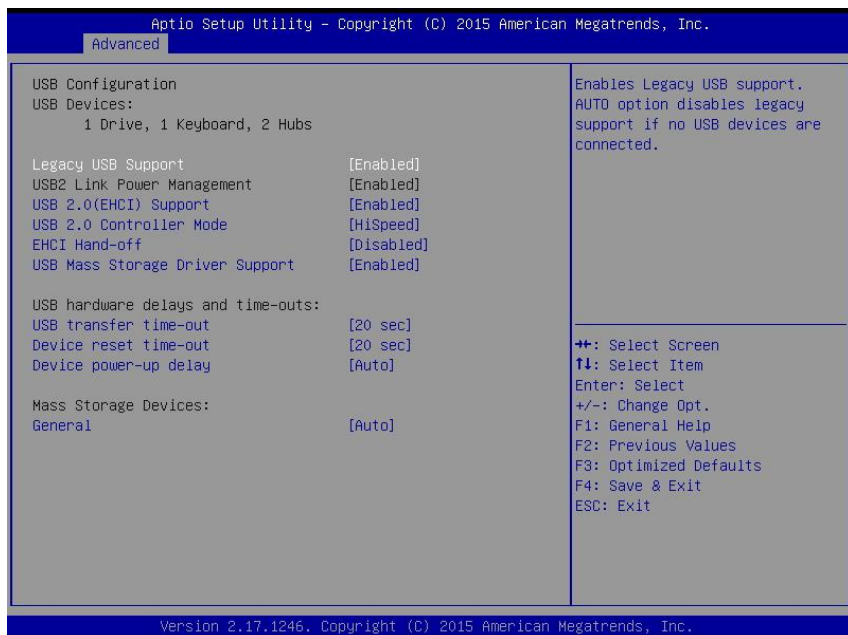 Aptio Setup Utility – Copyright (C) 2015 American Megatrends, Inc.
Advanced
USB Configuration
USB Devices:
1 Drive, 1 Keyboard, 2 Hubs
Legacy USB Support [Enabled]
USB2 Link Power Management [Enabled]
USB 2.0(EHCI) Support [Enabled]
USB 2.0 Controller Mode [HiSpeed]
EHCI Hand-off [Disabled]
USB Mass Storage Driver Support [Enabled]
USB hardware delays and time-outs:
USB transfer time-out [20 sec]
Device reset time-out [20 sec]
Device power-up delay [Auto]
Mass Storage Devices:
General [Auto]
Enables Legacy USB support.
AUTO option disables legacy
support if no USB devices are
connected.
→←: Select Screen
↑↓: Select Item
Enter: Select
+/-: Change Opt.
F1: General Help
F2: Previous Values
F3: Optimized Defaults
F4: Save & Exit
ESC: Exit
Version 2.17.1246. Copyright (C) 2015 American Megatrends, Inc.